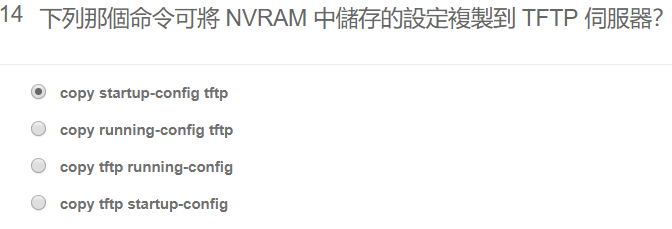 14 下列那個命令可將 NVRAM 中儲存的設定複製到 TFTP 伺服器?
copy startup-config tftp
copy running-config tftp
copy tftp running-config
copy tftp startup-config